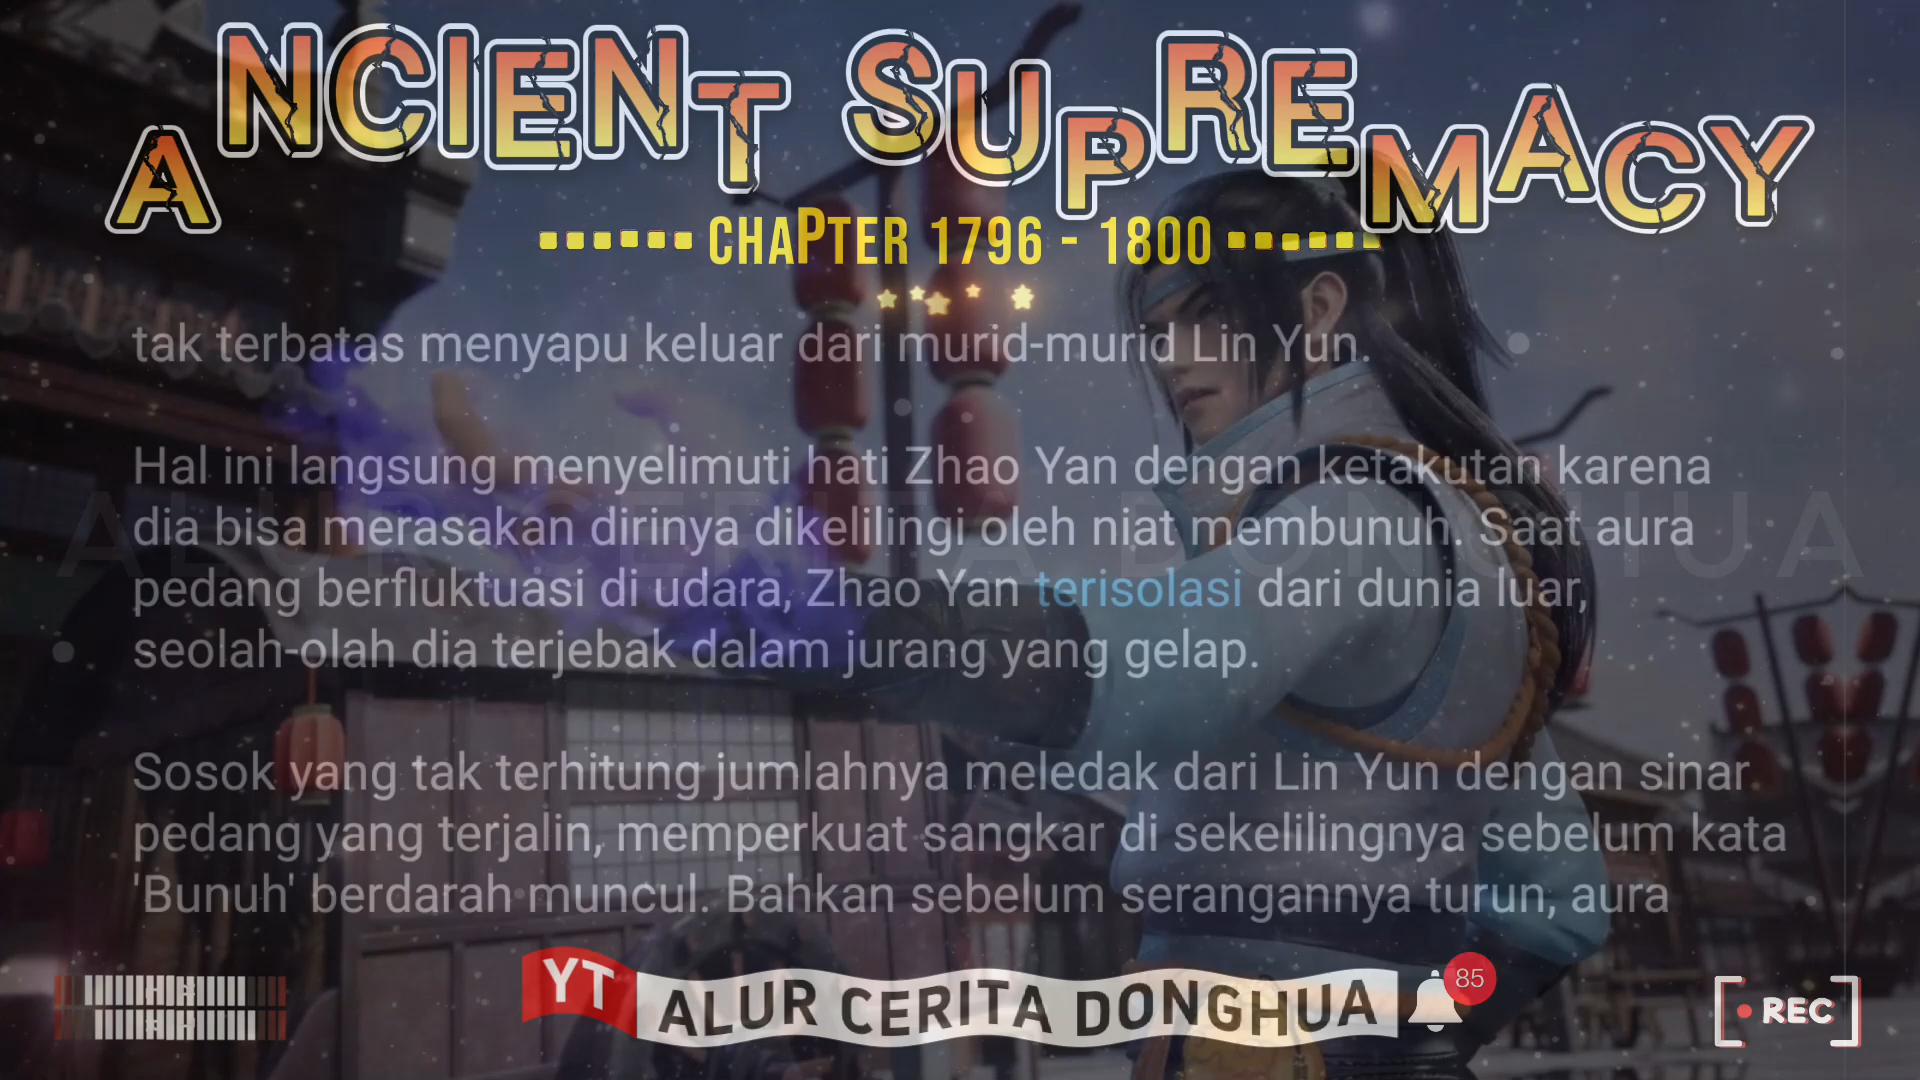 ANCIENT SUPREMACY
CHAPTER 1796 - 1800
tak terbatas menyapu keluar dari murid-murid Lin Yun.
Hal ini langsung menyelimuti hati Zhao Yan dengan ketakutan karena
dia bisa merasakan dirinya dikelilingi oleh niat membunuh. Saat aura
ALUR CERITA DONGHUA
pedang berfluktuasi di udara, Zhao Yan terisolasi dari dunia luar,
seolah-olah dia terjebak dalam jurang yang gelap.
Sosok yang tak terhitung jumlahnya meledak dari Lin Yun dengan sinar
pedang yang terjalin, memperkuat sangkar di sekelilingnya sebelum kata
'Bunuh' berdarah muncul. Bahkan sebelum serangannya turun, aura
YT ALUR CERITA DONGHUA 85
REC